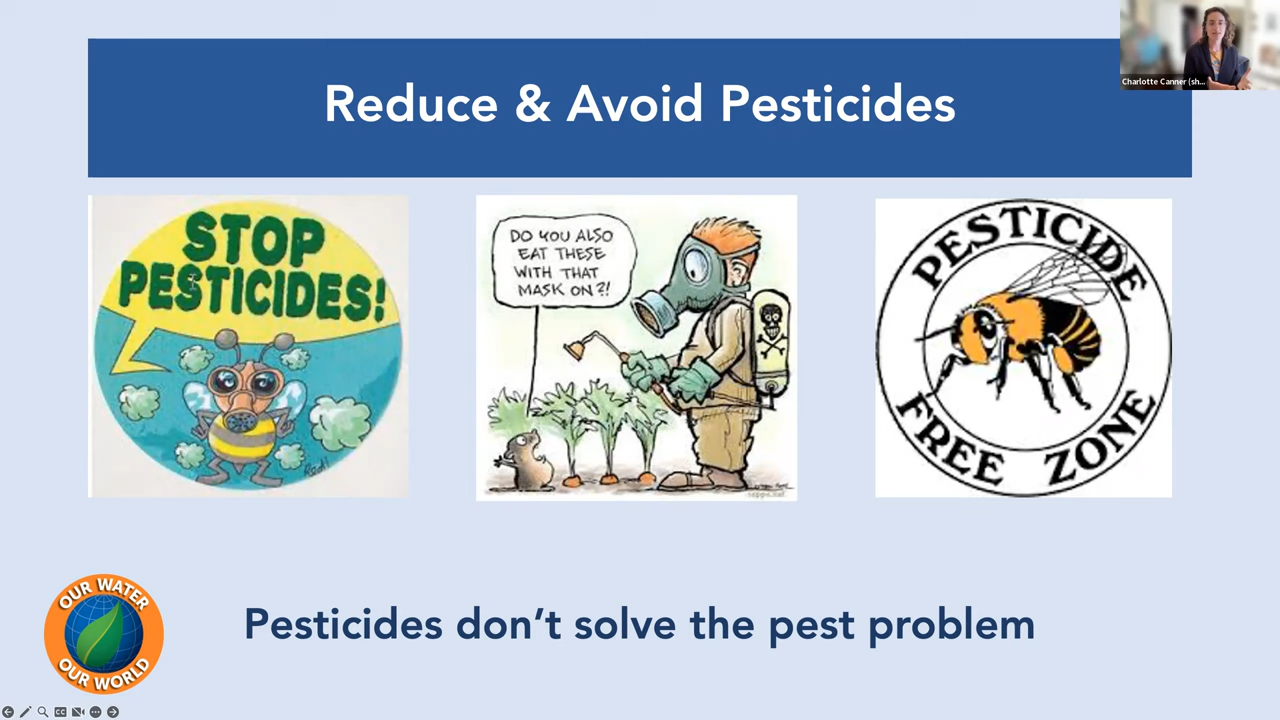 Reduce & Avoid Pesticides
Charlotte Canner (sh...
STOP
PESTICIDES!
DO YOU ALSO
EAT THESE
WITH THAT
MASK ON?!
PESTICIDE
FREE ZONE
OUR WATER
OUR WORLD
Pesticides don’t solve the pest problem
CC